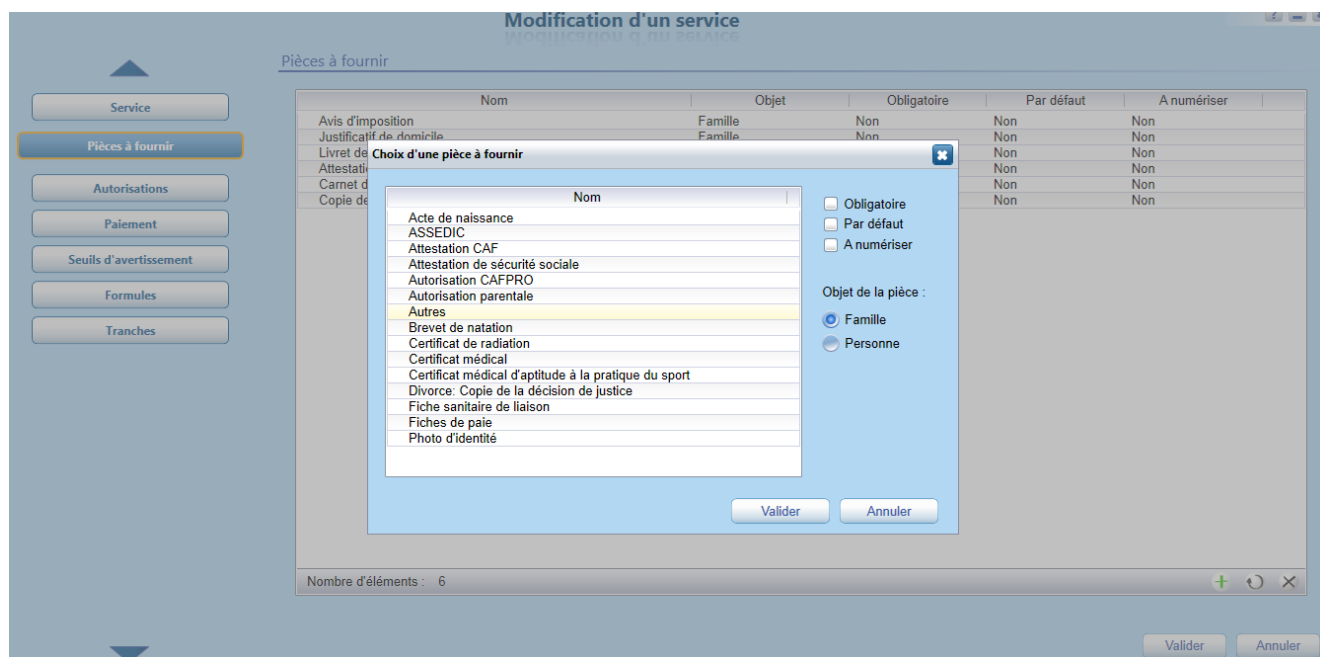 Modification d'un service
Pièces à fournir
Service
Pièces à fournir
Autorisations
Paiement
Seuils d'avertissement
Formules
Tranches
Nom Objet Obligatoire Par défaut A numériser
Avis d'imposition Famille Non Non Non
Justificatif de domicile Famille Non Non Non
Livret de Non Non
Non Non
Carnet d Non Non
Copie de Non Non
Choix d'une pièce à fournir
Nom
Acte de naissance
ASSEDIC
Attestation CAF
Attestation de sécurité sociale
Autorisation CAFPRO
Autorisation parentale
Autres
Brevet de natation
Certificat de radiation
Certificat médical
Certificat médical d'aptitude à la pratique du sport
Divorce: Copie de la décision de justice
Fiche sanitaire de liaison
Fiches de paie
Photo d'identité
Obligatoire
Par défaut
A numériser
Objet de la pièce :
Famille
Personne
Valider Annuler
Nombre d'éléments : 6
Valider Annuler